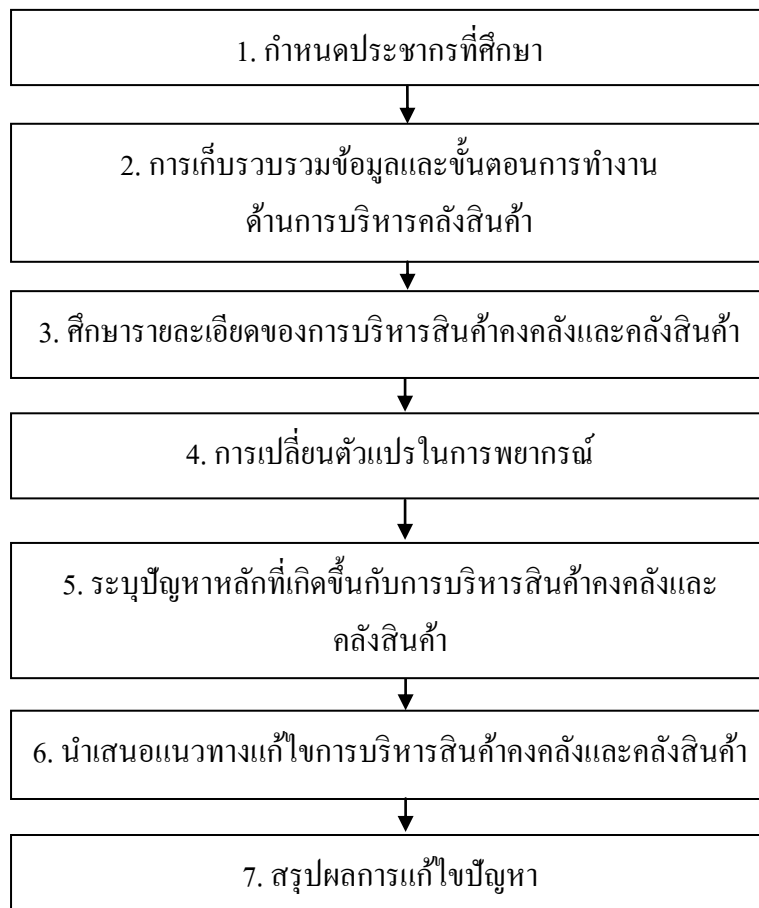 1. กำหนดประชากรที่ศึกษา
2. การเก็บรวบรวมข้อมูลและขั้นตอนการทำงาน
ด้านการบริหารคลังสินค้า
3. ศึกษารายละเอียดของการบริหารสินค้าคงคลังและคลังสินค้า
4. การเปลี่ยนตัวแปรในการพยากรณ์
5. ระบุปัญหาหลักที่เกิดขึ้นกับการบริหารสินค้าคงคลังและ
คลังสินค้า
6. นำเสนอแนวทางแก้ไขการบริหารสินค้าคงคลังและคลังสินค้า
7. สรุปผลการแก้ไขปัญหา